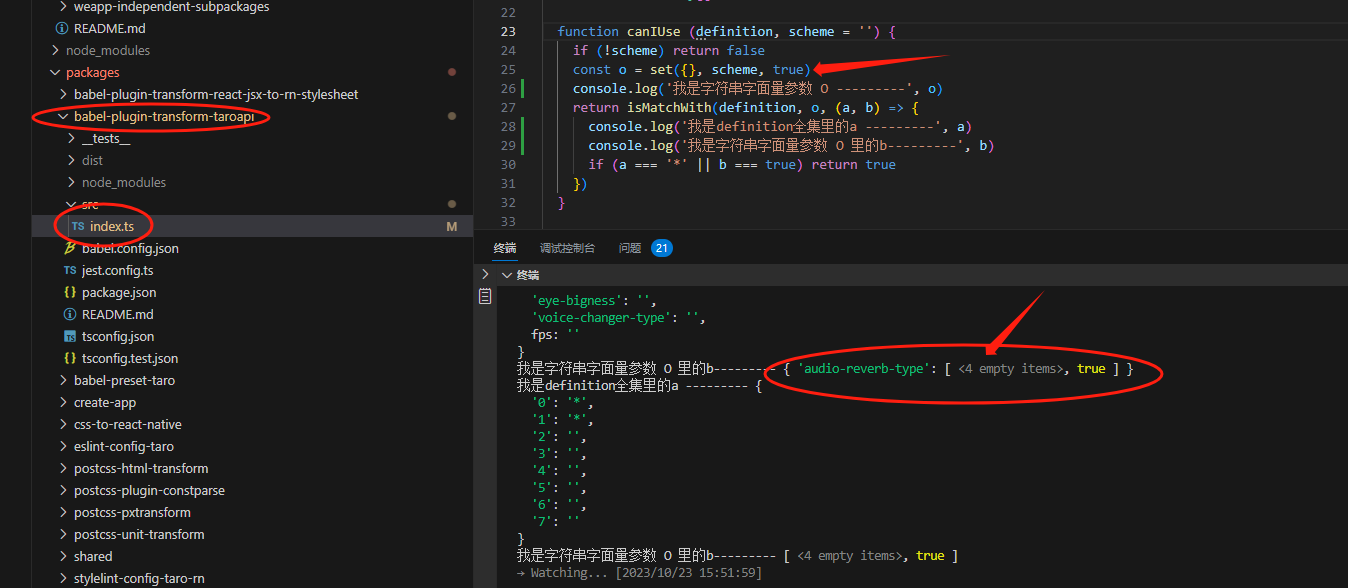 weapp-independent-subpackages
README.md
node_modules
packages
babel-plugin-transform-react-jsx-to-rn-stylesheet
babel-plugin-transform-taroapi
__tests__
dist
node_modules
src
TS index.ts M
babel.config.json
TS jest.config.ts
{} package.json
README.md
TS tsconfig.json
{} tsconfig.test.json
babel-preset-taro
create-app
css-to-react-native
eslint-config-taro
postcss-html-transform
postcss-plugin-constparse
postcss-pxtransform
postcss-unit-transform
shared
stylelint-config-taro-rn
22
23 function canIUse (definition, scheme = '') {
24 if (!scheme) return false
25 const o = set({}, scheme, true)
26 console.log('我是字符串字面量参数 O ---------', o)
27 return isMatchWith(definition, o, (a, b) => {
28 console.log('我是definition全集里的a ---------', a)
29 console.log('我是字符串字面量参数 O 里的b---------', b)
30 if (a === '*' || b === true) return true
31 })
32 }
33
终端 调试控制台 问题 21
终端
'eye-bigness': '',
'voice-changer-type': '',
fps: ''
}
我是字符串字面量参数 O 里的b--------- { 'audio-reverb-type': [ <4 empty items>, true ] }
我是definition全集里的a --------- {
'0': '*',
'1': '*',
'2': '',
'3': '',
'4': '',
'5': '',
'6': '',
'7': ''
}
我是字符串字面量参数 O 里的b--------- [ <4 empty items>, true ]
→ Watching... [2023/10/23 15:51:59]